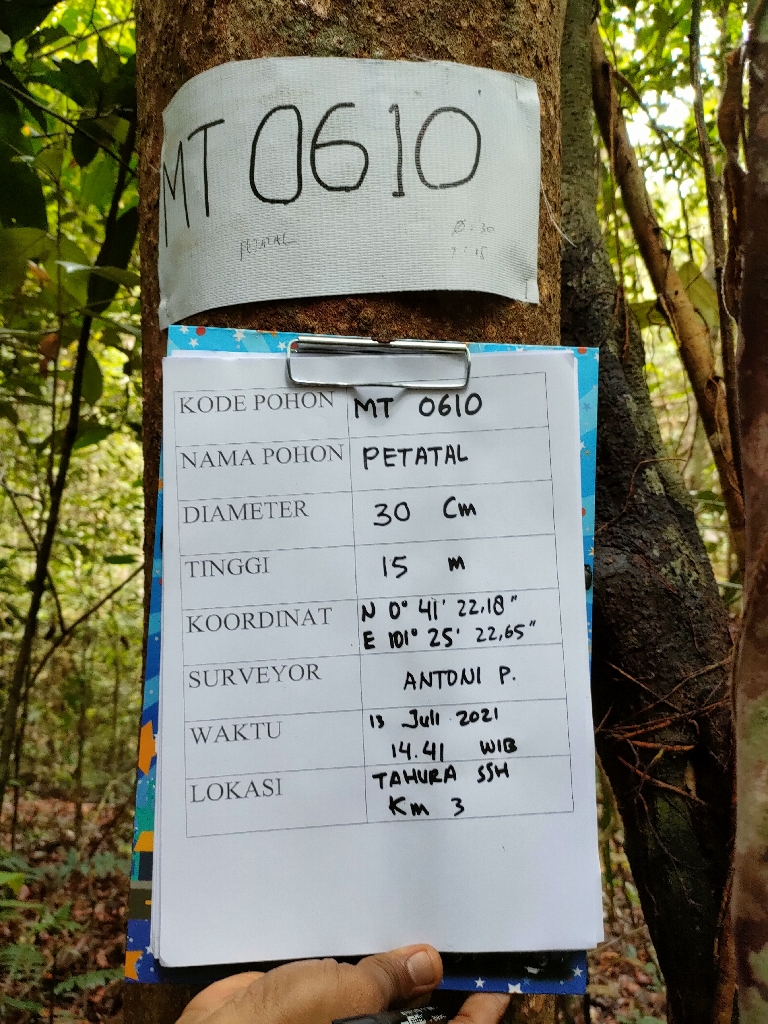 MT 0610
PETATAL
Ø: 30
T: 15
KODE POHON MT 0610
NAMA POHON PETATAL
DIAMETER 30 Cm
TINGGI 15 m
KOORDINAT N 0° 41' 22.18"
E 101° 25' 22,65"
SURVEYOR ANTONI P.
WAKTU 13 Juli 2021
14.41 WIB
LOKASI TAHURA SSH
Km 3